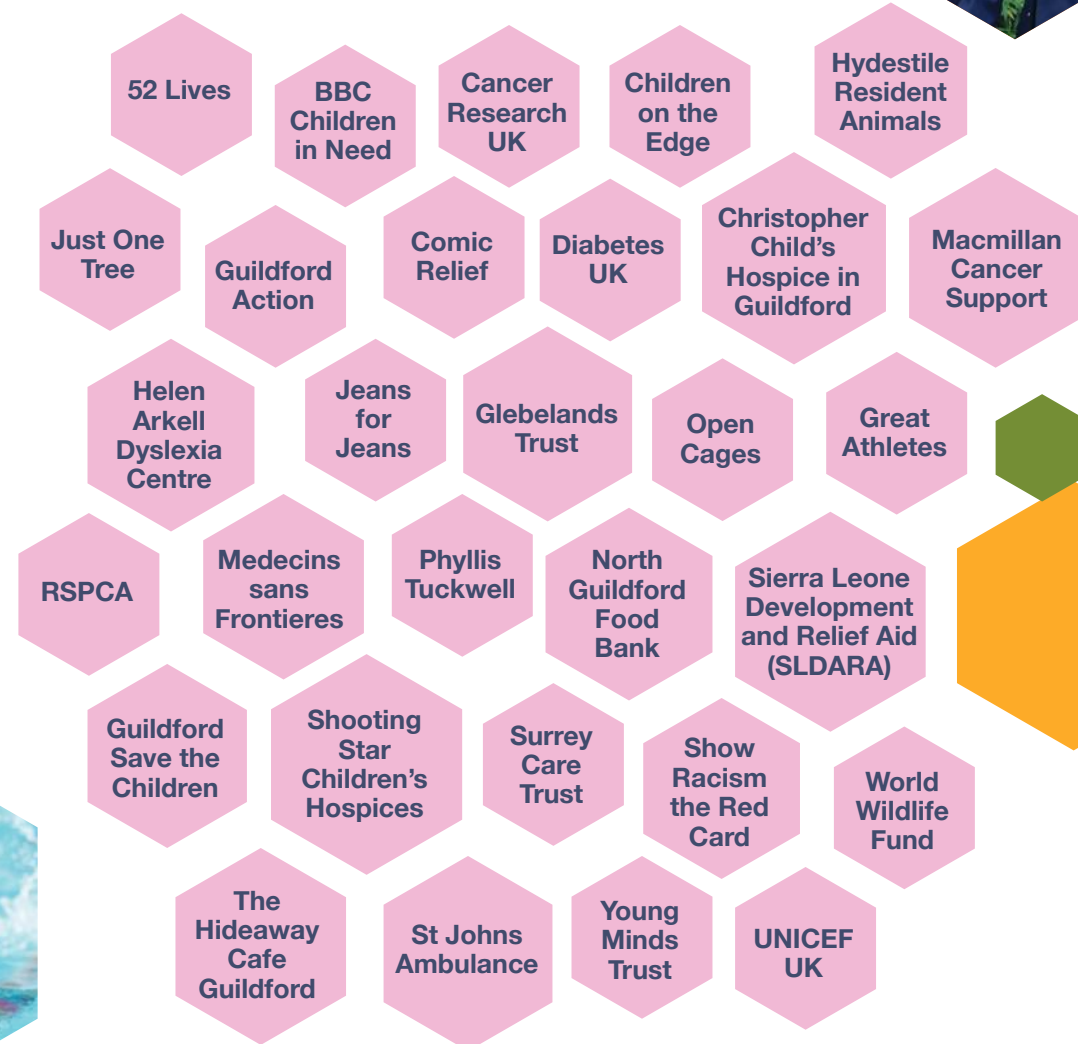 52 Lives
BBC
Children
in Need
Cancer
Research
UK
Children
on the
Edge
Hydestile
Resident
Animals
Just One
Tree
Guildford
Action
Comic
Relief
Diabetes
UK
Christopher
Child’s
Hospice in
Guildford
Macmillan
Cancer
Support
Helen
Arkell
Dyslexia
Centre
Jeans
for
Jeans
Glebelands
Trust
Open
Cages
Great
Athletes
RSPCA
Medecins
sans
Frontieres
Phyllis
Tuckwell
North
Guildford
Food
Bank
Sierra Leone
Development
and Relief Aid
(SLDARA)
Guildford
Save the
Children
Shooting
Star
Children’s
Hospices
Surrey
Care
Trust
Show
Racism
the Red
Card
World
Wildlife
Fund
The
Hideaway
Cafe
Guildford
St Johns
Ambulance
Young
Minds
Trust
UNICEF
UK